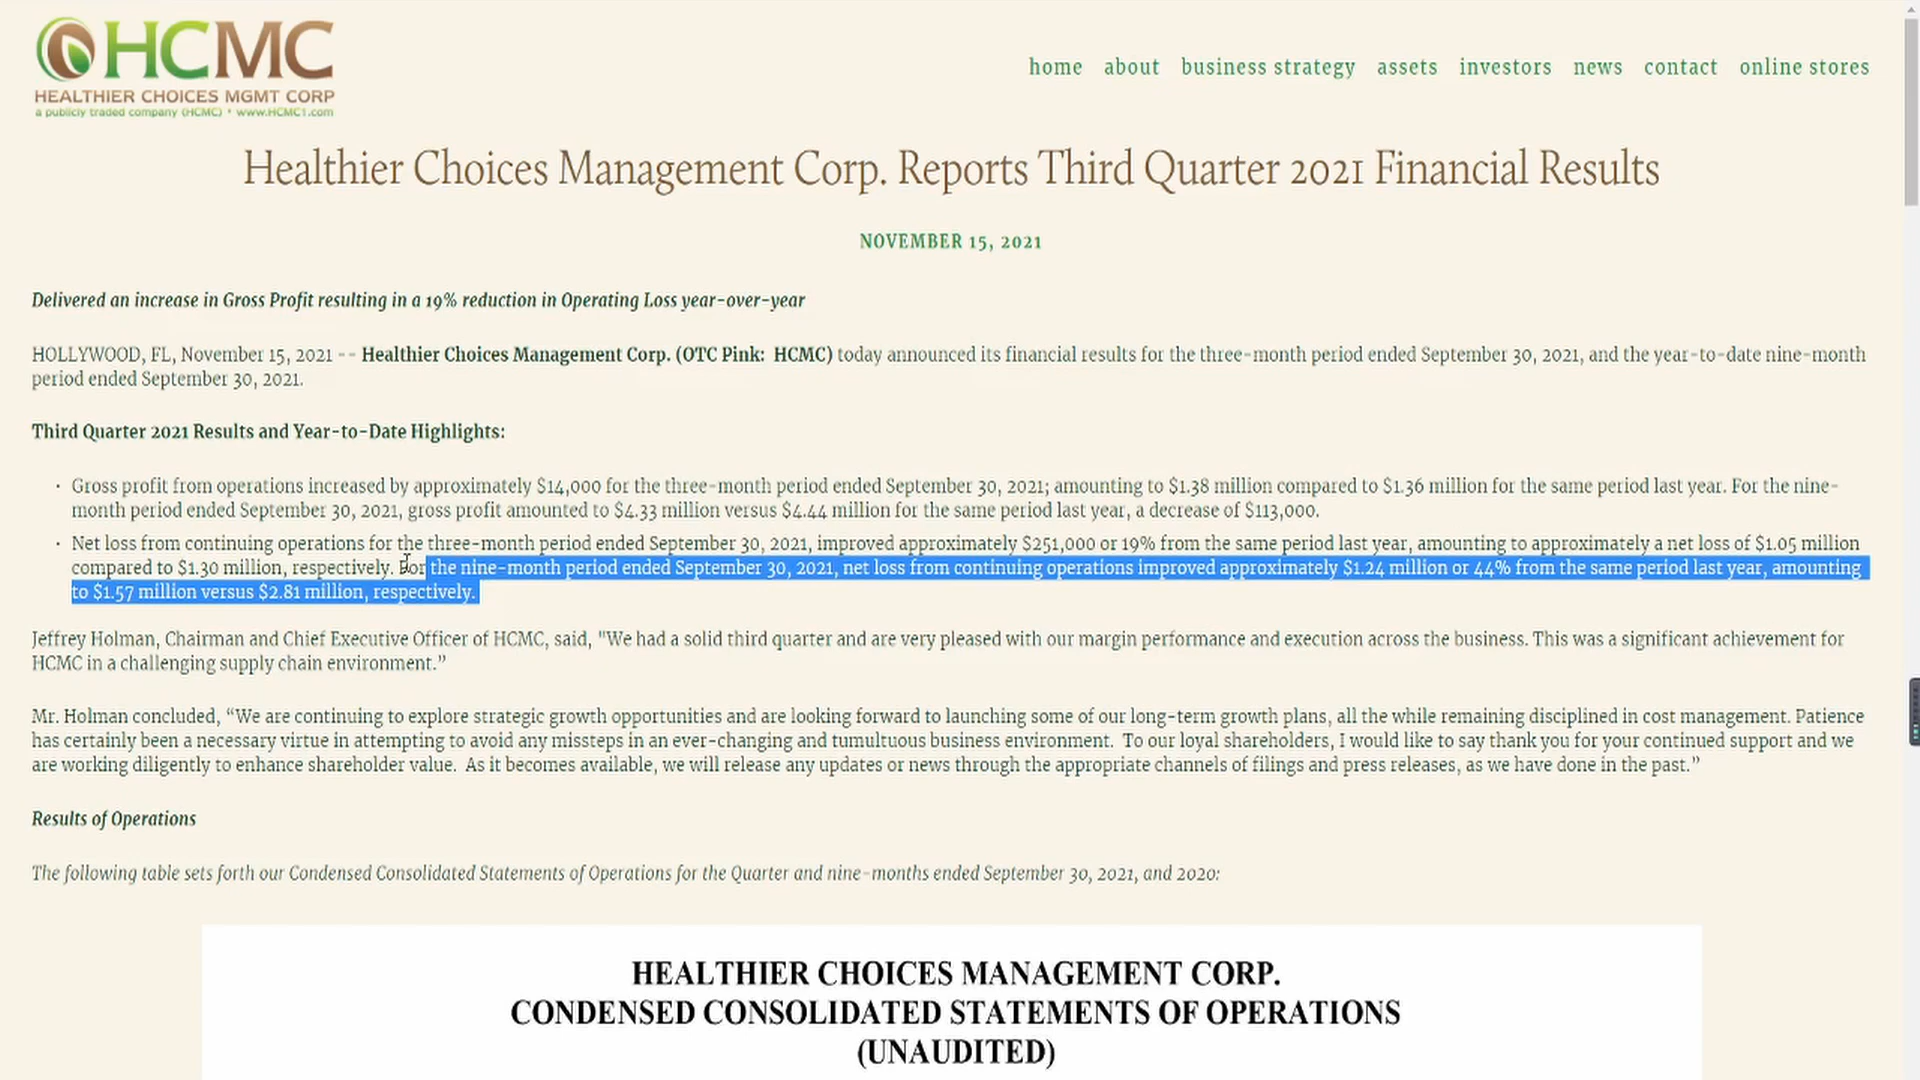 HCMC
HEALTHIER CHOICES MGMT CORP
a publicly traded company (HCMC) • www.HCMC1.com
home about business strategy assets investors news contact online stores
Healthier Choices Management Corp. Reports Third Quarter 2021 Financial Results
NOVEMBER 15, 2021
Delivered an increase in Gross Profit resulting in a 19% reduction in Operating Loss year-over-year
HOLLYWOOD, FL, November 15, 2021 -- Healthier Choices Management Corp. (OTC Pink: HCMC) today announced its financial results for the three-month period ended September 30, 2021, and the year-to-date nine-month
period ended September 30, 2021.
Third Quarter 2021 Results and Year-to-Date Highlights:
· Gross profit from operations increased by approximately $14,000 for the three-month period ended September 30, 2021; amounting to $1.38 million compared to $1.36 million for the same period last year. For the nine-
month period ended September 30, 2021, gross profit amounted to $4.33 million versus $4.44 million for the same period last year, a decrease of $113,000.
· Net loss from continuing operations for the three-month period ended September 30, 2021, improved approximately $251,000 or 19% from the same period last year, amounting to approximately a net loss of $1.05 million
compared to $1.30 million, respectively. For the nine-month period ended September 30, 2021, net loss from continuing operations improved approximately $1.24 million or 44% from the same period last year, amounting
to $1.57 million versus $2.81 million, respectively.
Jeffrey Holman, Chairman and Chief Executive Officer of HCMC, said, "We had a solid third quarter and are very pleased with our margin performance and execution across the business. This was a significant achievement for
HCMC in a challenging supply chain environment.”
Mr. Holman concluded, “We are continuing to explore strategic growth opportunities and are looking forward to launching some of our long-term growth plans, all the while remaining disciplined in cost management. Patience
has certainly been a necessary virtue in attempting to avoid any missteps in an ever-changing and tumultuous business environment. To our loyal shareholders, I would like to say thank you for your continued support and we
are working diligently to enhance shareholder value. As it becomes available, we will release any updates or news through the appropriate channels of filings and press releases, as we have done in the past.”
Results of Operations
The following table sets forth our Condensed Consolidated Statements of Operations for the Quarter and nine-months ended September 30, 2021, and 2020:
HEALTHIER CHOICES MANAGEMENT CORP.
CONDENSED CONSOLIDATED STATEMENTS OF OPERATIONS
(UNAUDITED)